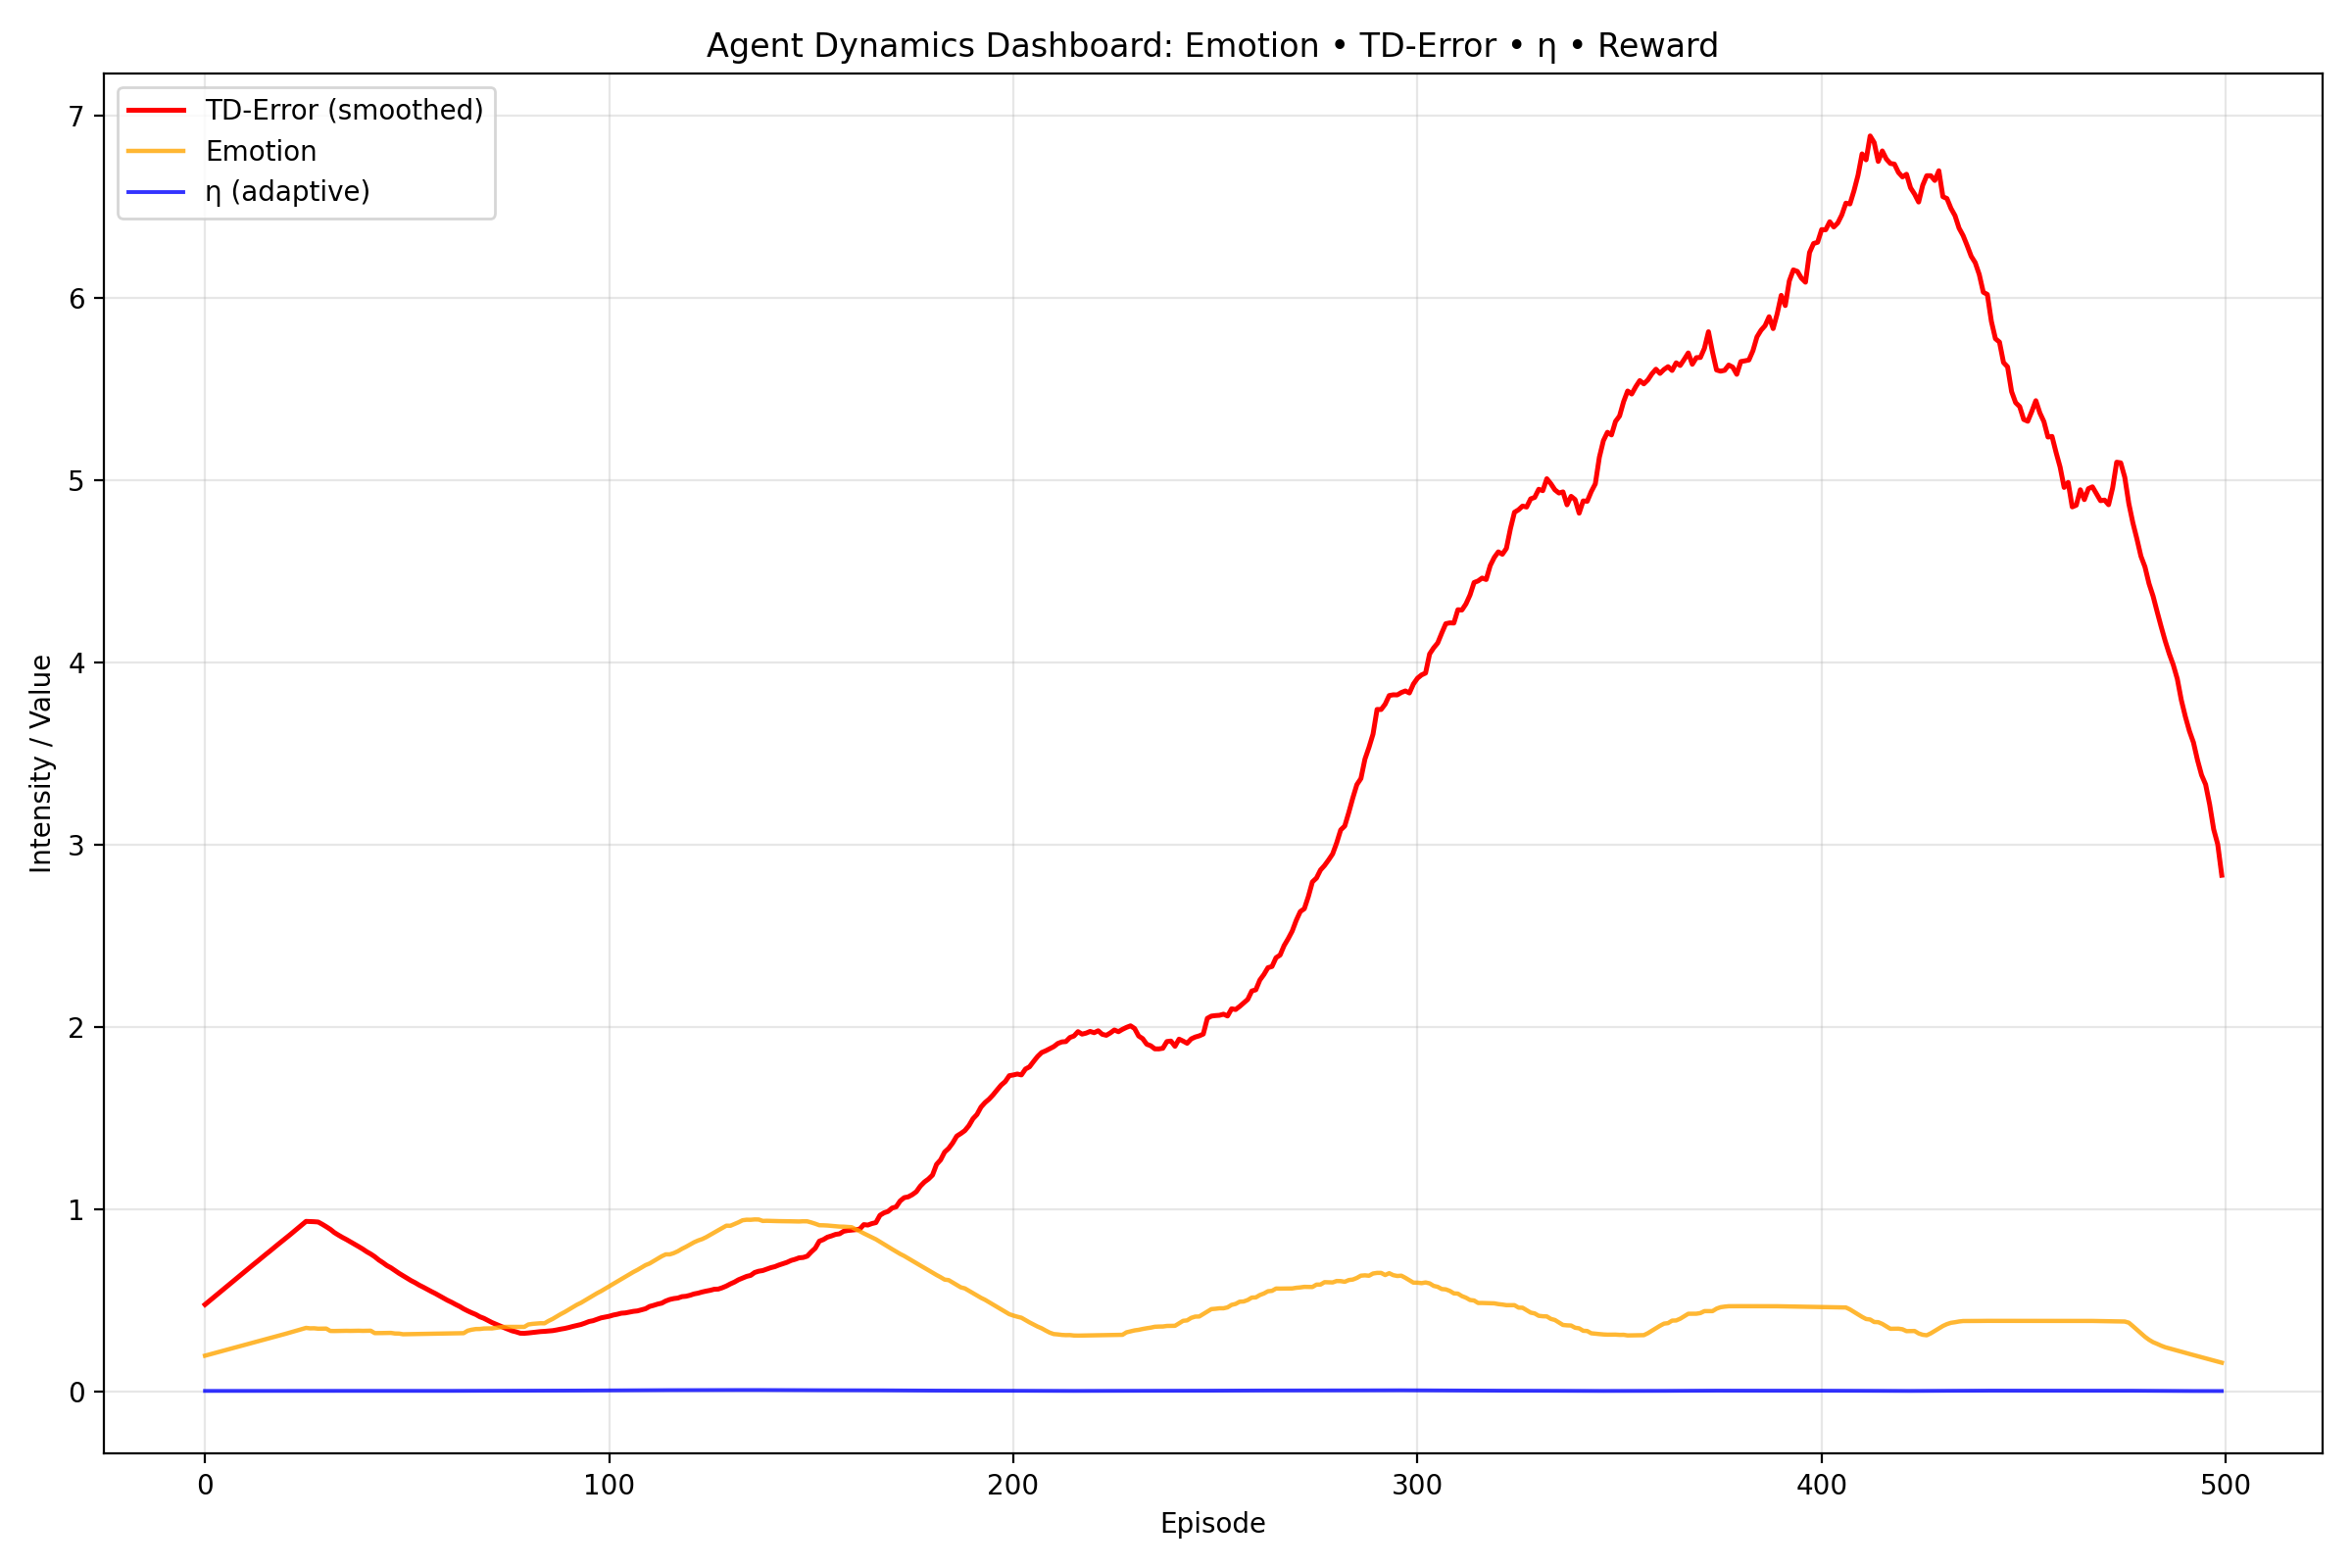 Agent Dynamics Dashboard: Emotion • TD-Error • η • Reward
TD-Error (smoothed)
Emotion
η (adaptive)
Intensity / Value
7
6
5
4
3
2
1
0
0 100 200 300 400 500
Episode